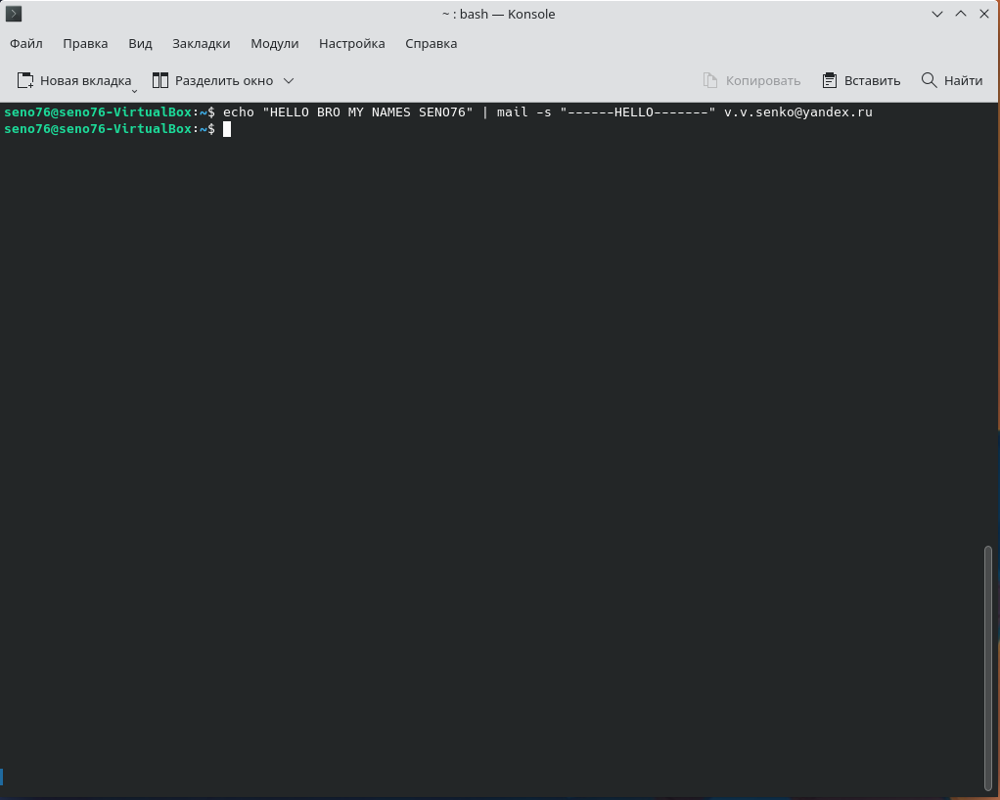 ~ : bash — Konsole
Файл Правка Вид Закладки Модули Настройка Справка
Новая вкладка Разделить окно Копировать Вставить Найти
seno76@seno76-VirtualBox:~$ echo "HELLO BRO MY NAMES SENO76" | mail -s "------HELLO-------" v.v.senko@yandex.ru
seno76@seno76-VirtualBox:~$